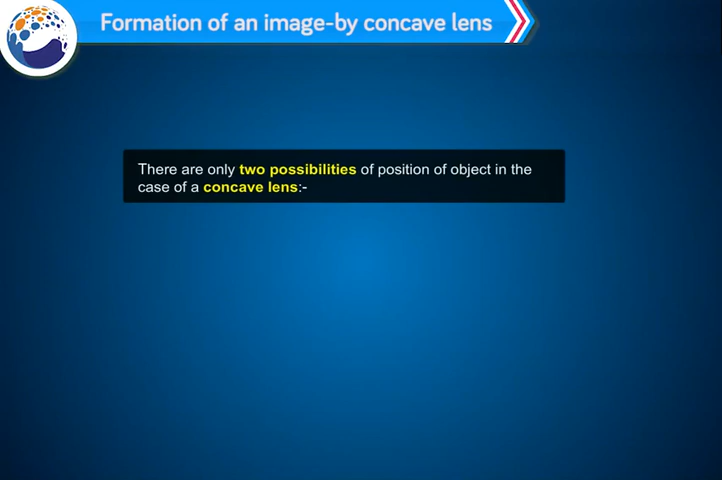 Formation of an image-by concave lens
There are only two possibilities of position of object in the
case of a concave lens:-